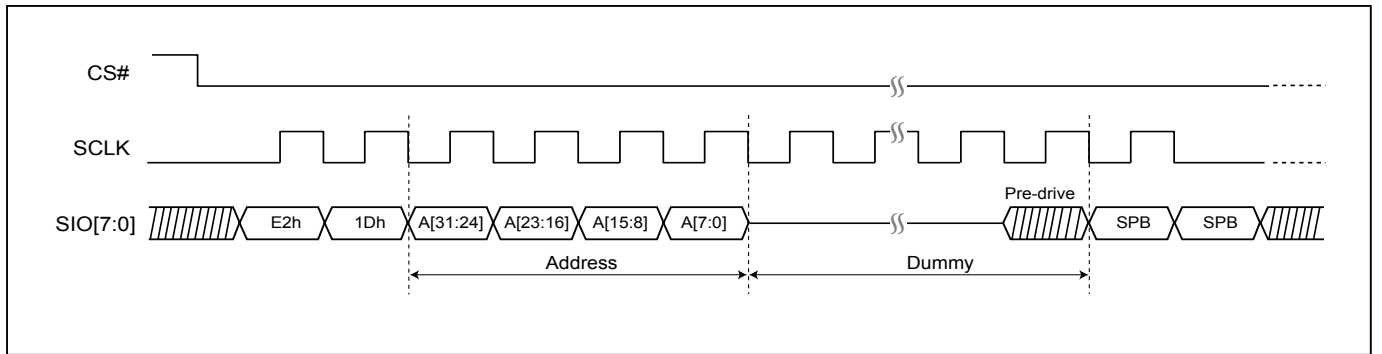 CS#
SCLK
Pre-drive
SIO[7:0] E2h 1Dh A[31:24] A[23:16] A[15:8] A[7:0] SPB SPB
Address Dummy